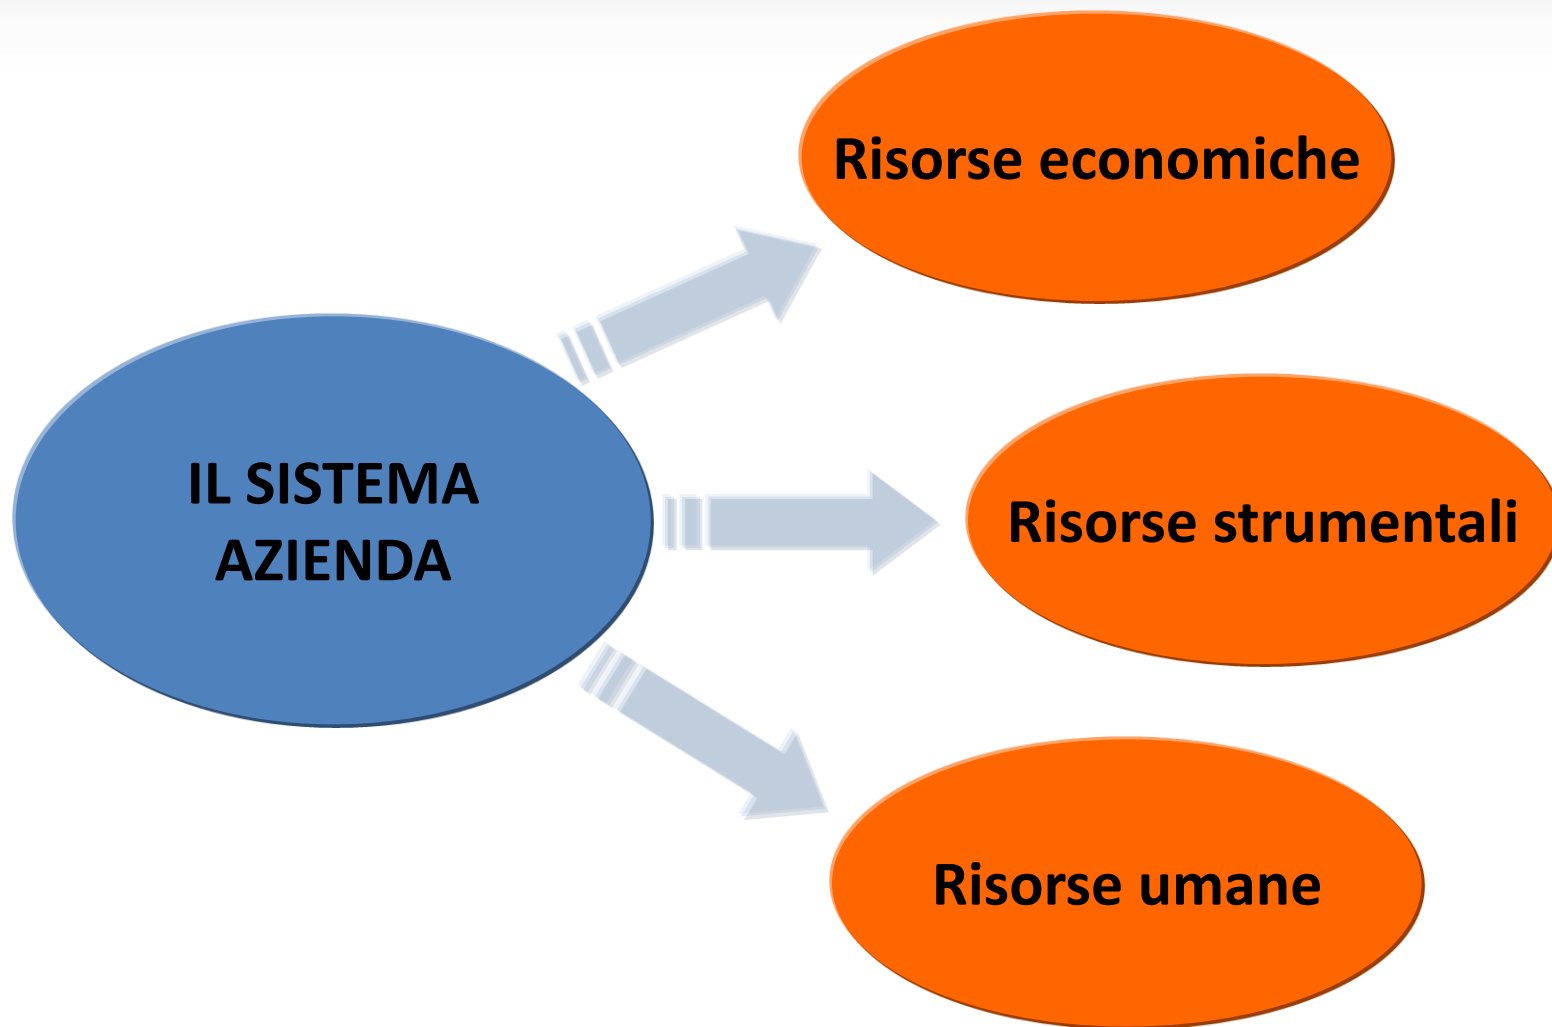 Risorse economiche
IL SISTEMA
AZIENDA
Risorse strumentali
Risorse umane